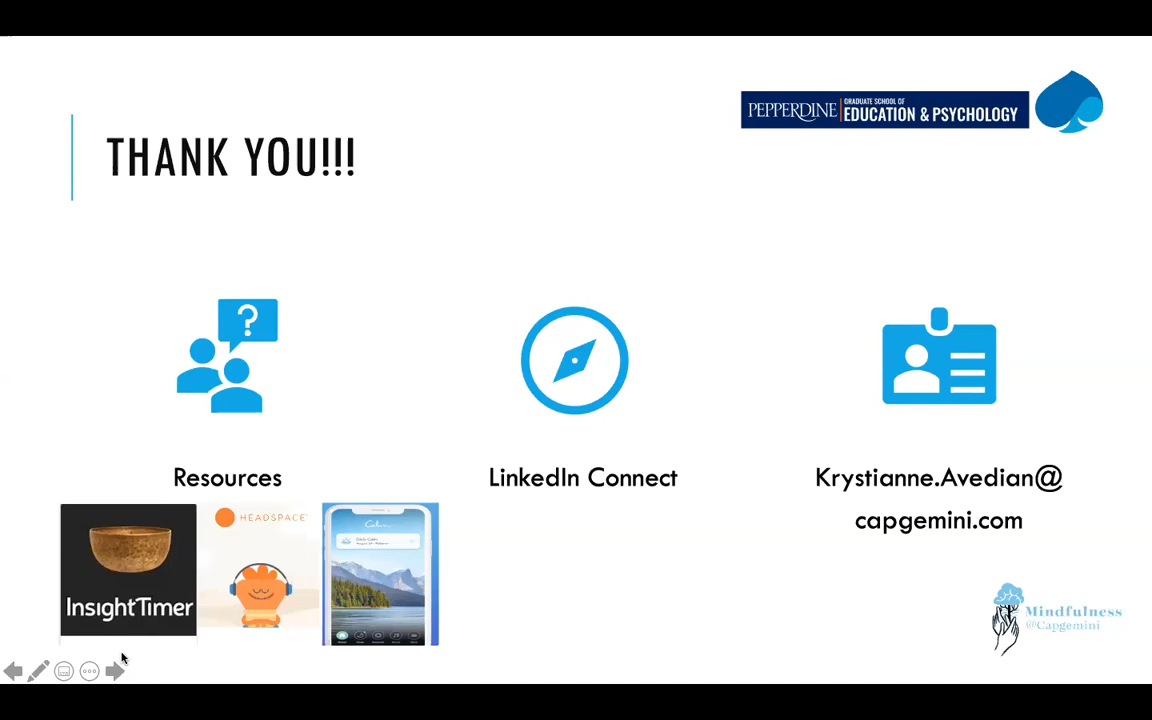 PEPPERDINE GRADUATE SCHOOL OF
EDUCATION & PSYCHOLOGY
THANK YOU!!!
?
Resources
LinkedIn Connect
Krystianne.Avedian@
capgemini.com
InsightTimer
HEADSPACE
Calm
Mindfulness
@Capgemini